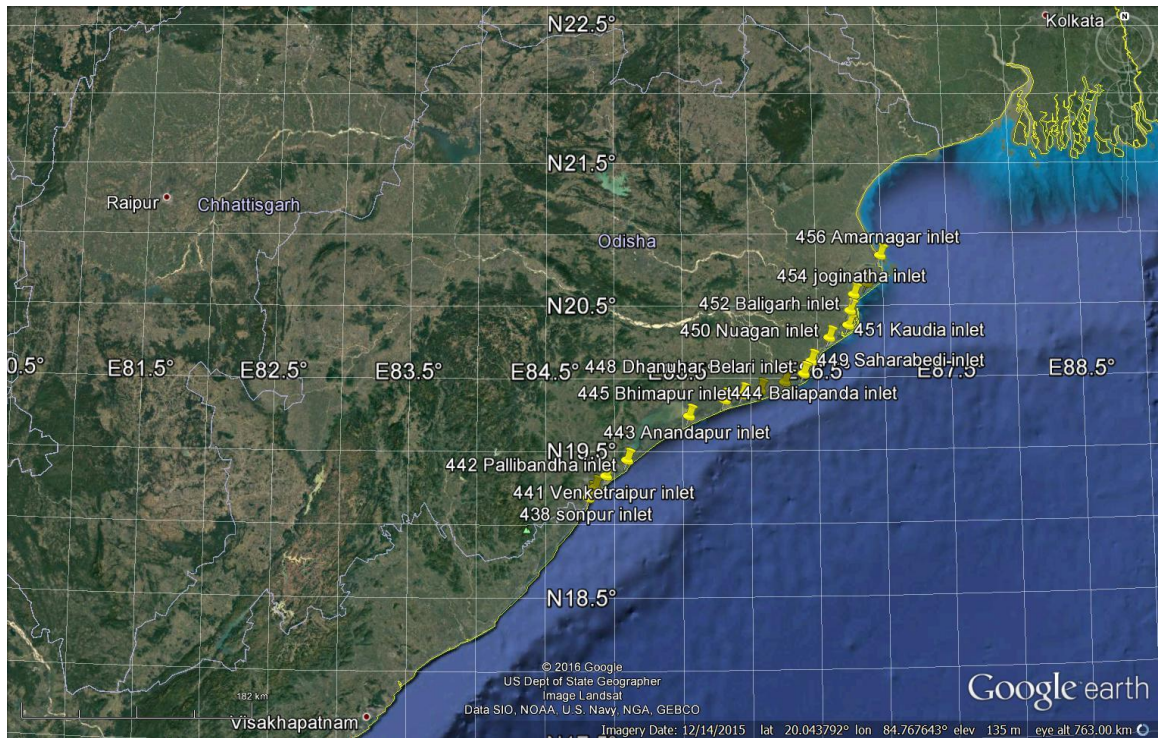 N22.5°
Kolkata
N
N21.5°
Raipur
Chhattisgarh
Odisha
456 Amarnagar inlet
454 joginatha inlet
N20.5°
452 Baligarh inlet
450 Nuagan inlet
451 Kaudia inlet
0.5°
E81.5°
E82.5°
E83.5°
E84.5°
448 Dhanuhar Belari inlet
449 Saharabedi inlet
6.5°
E87.5°
E88.5°
445 Bhimapur inlet
444 Baliapanda inlet
443 Anandapur inlet
N19.5°
442 Pallibandha inlet
441 Venketraipur inlet
438 sonpur inlet
N18.5°
© 2016 Google
US Dept of State Geographer
Image Landsat
Data SIO, NOAA, U.S. Navy, NGA, GEBCO
Google earth
182 km
Visakhapatnam
Imagery Date: 12/14/2015 lat 20.043792° lon 84.767643° elev 135 m eye alt 763.00 km